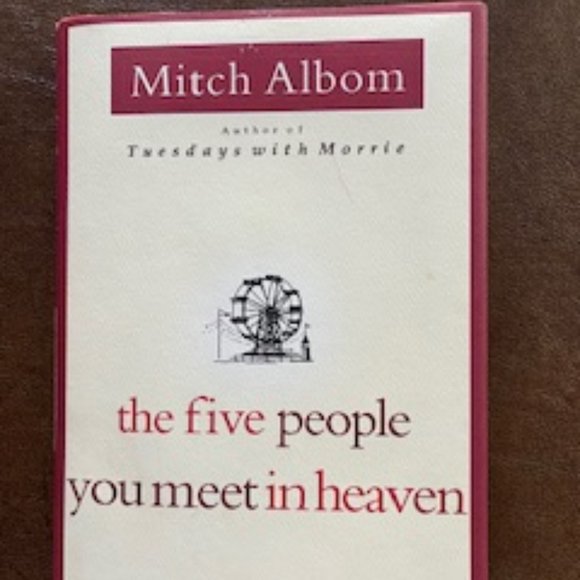 Mitch Albom
Author of
Tuesdays with Morrie
the five people
you meet in heaven